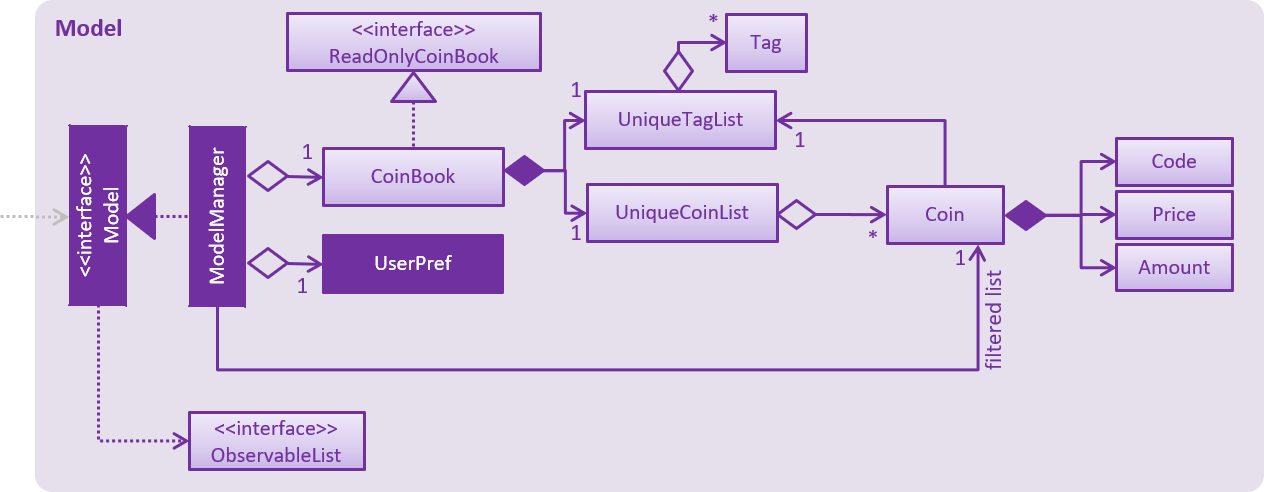 Model
<<interface>>
ReadOnlyCoinBook
*
Tag
1
UniqueTagList
1
<<interface>>
Model
ModelManager
1
CoinBook
Code
UniqueCoinList
1
Coin
*
Price
UserPref
1
1
Amount
filtered list
<<interface>>
ObservableList